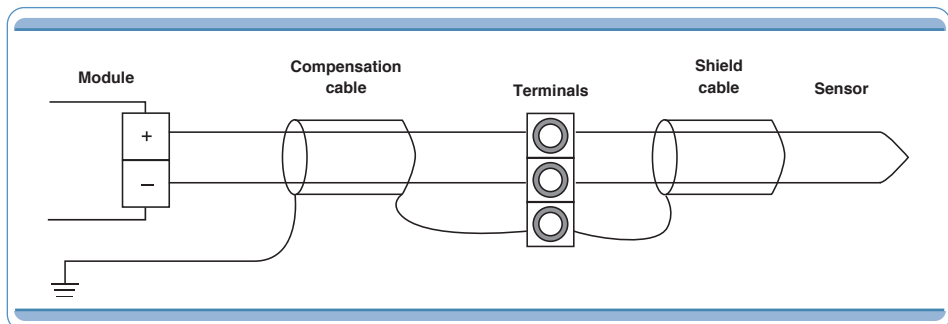 Module
Compensation
cable
Terminals
Shield
cable
Sensor
+
–